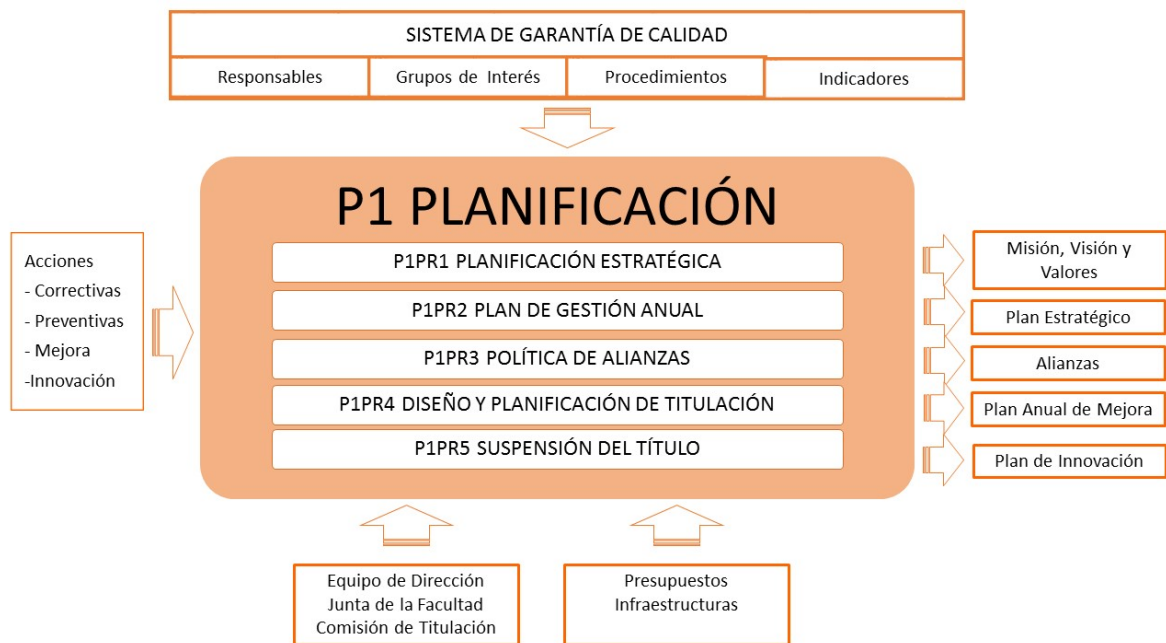 SISTEMA DE GARANTÍA DE CALIDAD
Responsables
Grupos de Interés
Procedimientos
Indicadores
P1 PLANIFICACIÓN
P1PR1 PLANIFICACIÓN ESTRATÉGICA
P1PR2 PLAN DE GESTIÓN ANUAL
P1PR3 POLÍTICA DE ALIANZAS
P1PR4 DISEÑO Y PLANIFICACIÓN DE TITULACIÓN
P1PR5 SUSPENSIÓN DEL TÍTULO
Acciones
- Correctivas
- Preventivas
- Mejora
-Innovación
Misión, Visión y
Valores
Plan Estratégico
Alianzas
Plan Anual de Mejora
Plan de Innovación
Equipo de Dirección
Junta de la Facultad
Comisión de Titulación
Presupuestos
Infraestructuras